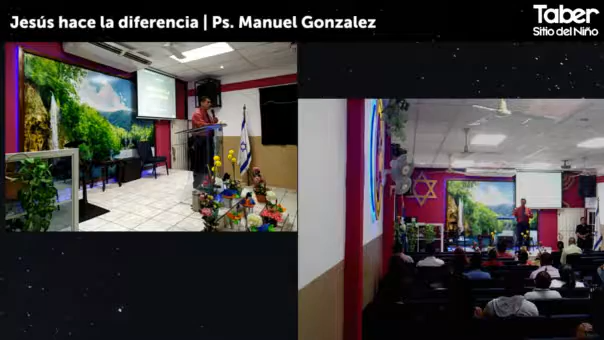 Jesús hace la diferencia | Ps. Manuel Gonzalez
Taber
Sitio del Niño